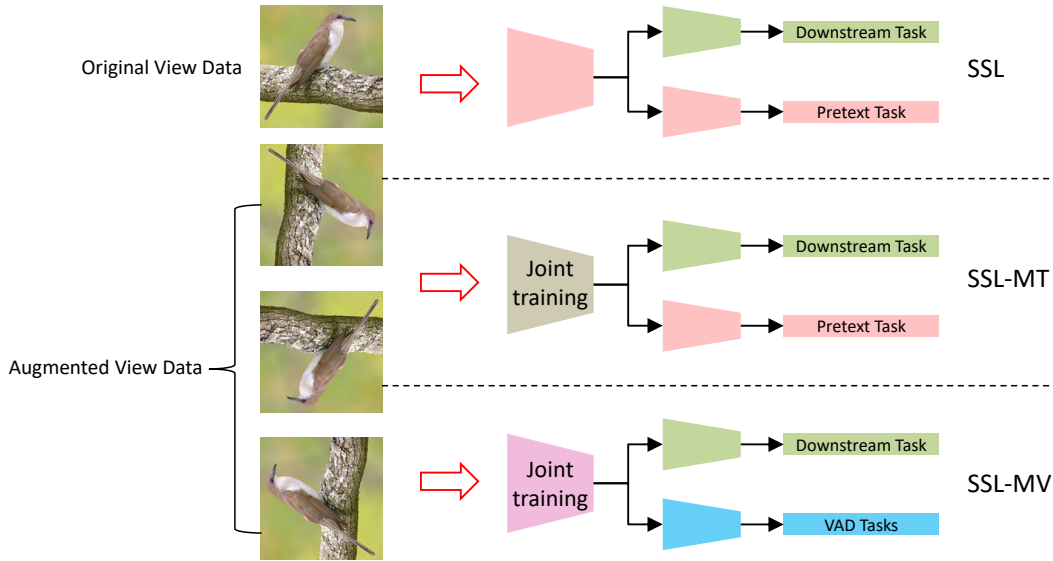 Original View Data
Downstream Task
Pretext Task
SSL
Joint
training
Downstream Task
Pretext Task
SSL-MT
Augmented View Data
Joint
training
Downstream Task
VAD Tasks
SSL-MV